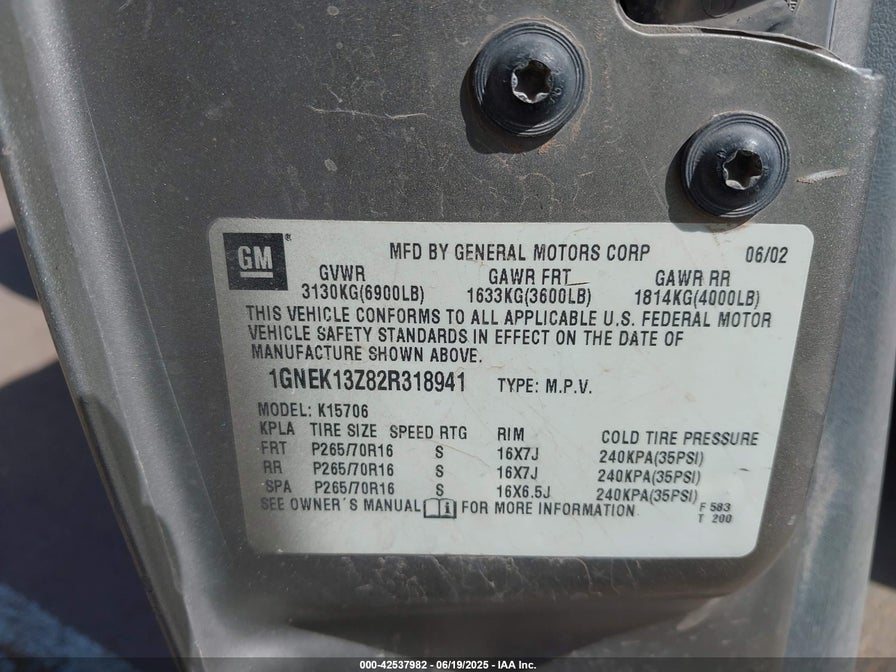 GM ® MFD BY GENERAL MOTORS CORP 06/02
GVWR GAWR FRT GAWR RR
3130KG(6900LB) 1633KG(3600LB) 1814KG(4000LB)
THIS VEHICLE CONFORMS TO ALL APPLICABLE U.S. FEDERAL MOTOR
VEHICLE SAFETY STANDARDS IN EFFECT ON THE DATE OF
MANUFACTURE SHOWN ABOVE.
1GNEK13Z82R318941 TYPE: M.P.V.
MODEL: K15706
KPLA TIRE SIZE SPEED RTG RIM COLD TIRE PRESSURE
FRT P265/70R16 S 16X7J 240KPA(35PSI)
RR P265/70R16 S 16X7J 240KPA(35PSI)
SPA P265/70R16 S 16X6.5J 240KPA(35PSI)
SEE OWNER'S MANUAL i FOR MORE INFORMATION F 583
T 200
000-42537982 - 06/19/2025 - IAA Inc.